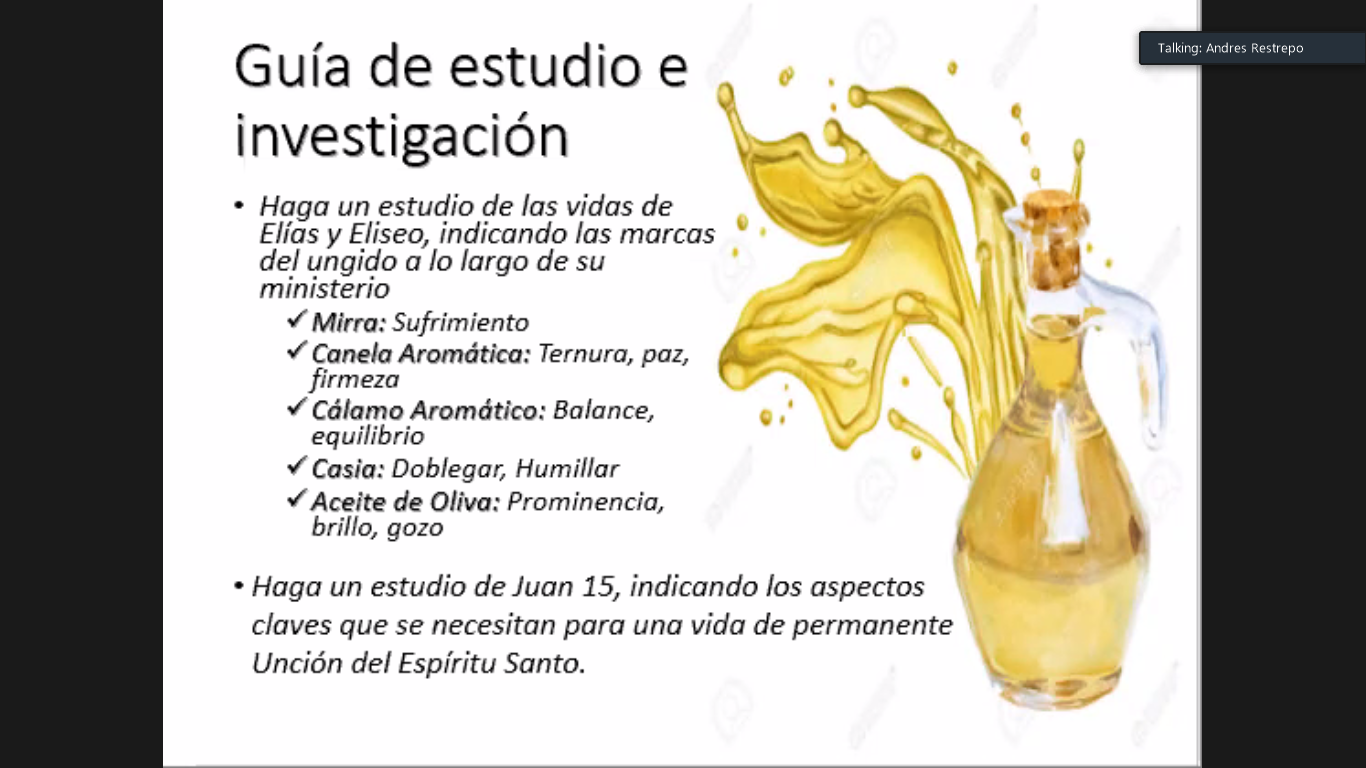 Talking: Andres Restrepo
Guía de estudio e
investigación
• Haga un estudio de las vidas de
Elías y Eliseo, indicando las marcas
del ungido a lo largo de su
ministerio
✓ Mirra: Sufrimiento
✓ Canela Aromática: Ternura, paz,
firmeza
✓ Cálamo Aromático: Balance,
equilibrio
✓ Casia: Doblegar, Humillar
✓ Aceite de Oliva: Prominencia,
brillo, gozo
• Haga un estudio de Juan 15, indicando los aspectos
claves que se necesitan para una vida de permanente
Unción del Espíritu Santo.